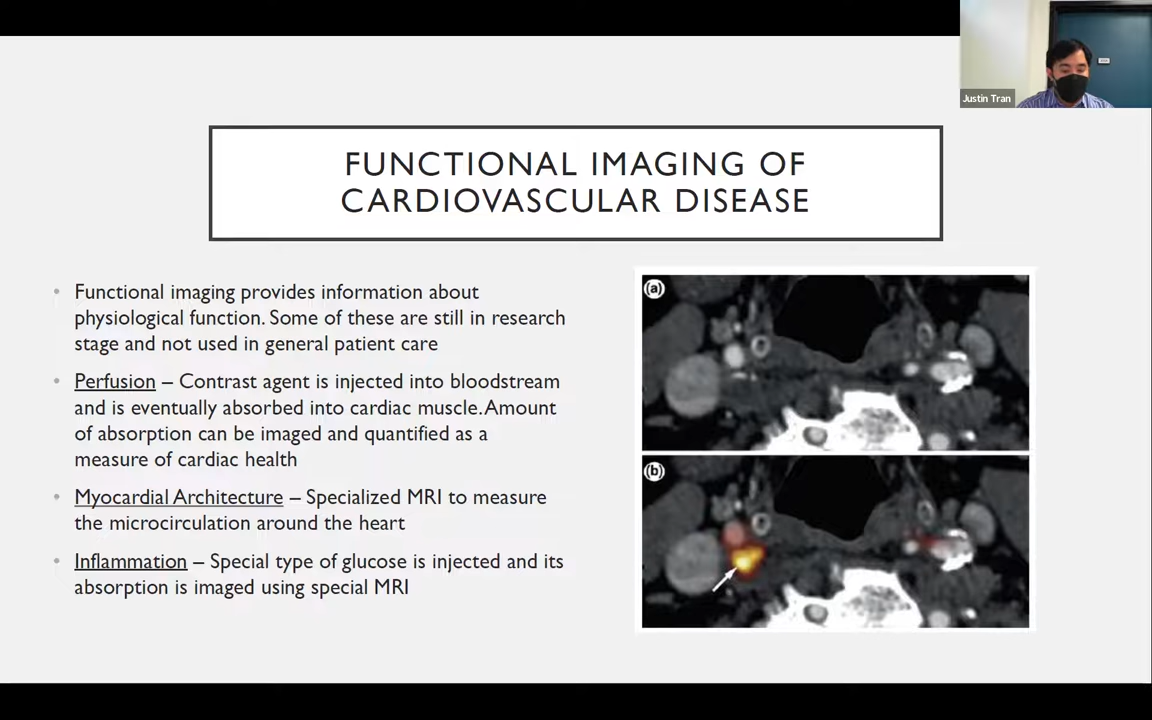 Justin Tran
FUNCTIONAL IMAGING OF
CARDIOVASCULAR DISEASE
• Functional imaging provides information about
physiological function. Some of these are still in research
stage and not used in general patient care
• Perfusion – Contrast agent is injected into bloodstream
and is eventually absorbed into cardiac muscle. Amount
of absorption can be imaged and quantified as a
measure of cardiac health
• Myocardial Architecture – Specialized MRI to measure
the microcirculation around the heart
• Inflammation – Special type of glucose is injected and its
absorption is imaged using special MRI
(a)
(b)